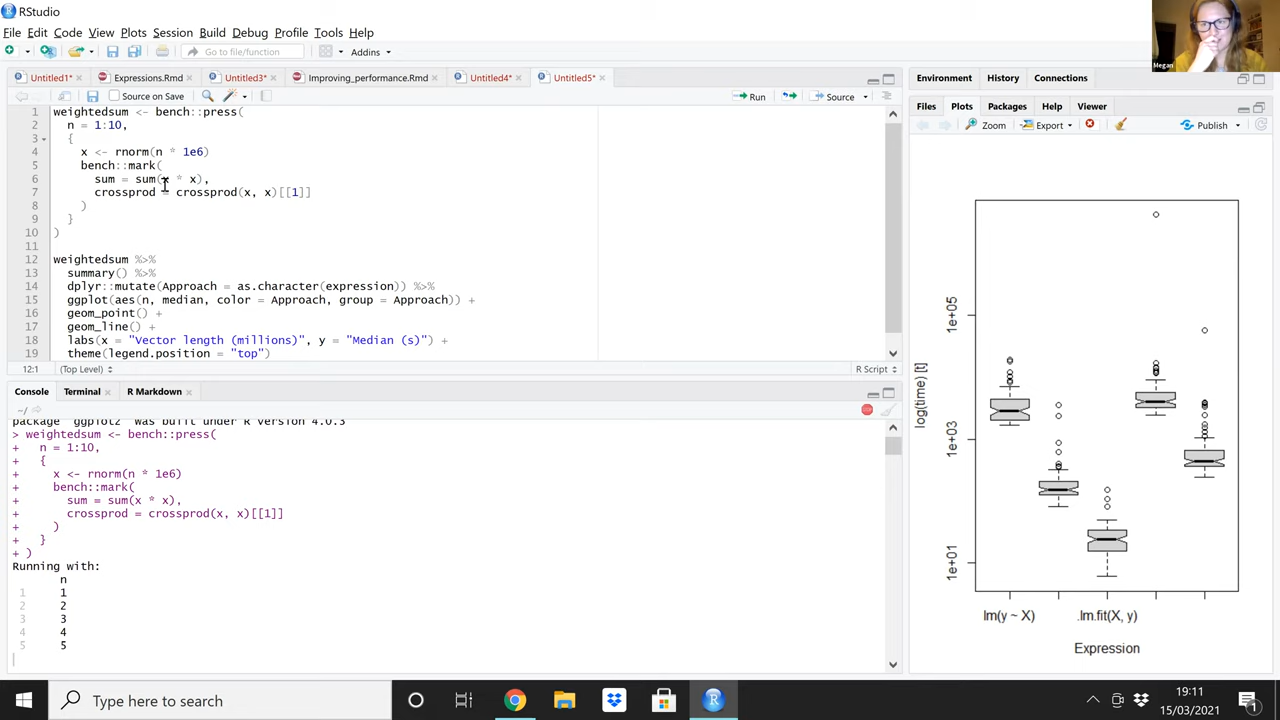 RStudio
File Edit Code View Plots Session Build Debug Profile Tools Help
Go to file/function Addins
Untitled1* Expressions.Rmd Untitled3* Improving_performance.Rmd Untitled4* Untitled5*
Source on Save Run Source
1 weightedsum <- bench::press(
2 n = 1:10,
3 {
4 x <- rnorm(n * 1e6)
5 bench::mark(
6 sum = sum(x * x),
7 crossprod = crossprod(x, x)[[1]]
8 )
9 }
10 )
11
12 weightedsum %>%
13 summary() %>%
14 dplyr::mutate(Approach = as.character(expression)) %>%
15 ggplot(aes(n, median, color = Approach, group = Approach)) +
16 geom_point() +
17 geom_line() +
18 labs(x = "Vector length (millions)", y = "Median (s)") +
19 theme(legend.position = "top")
12:1 (Top Level) R Script
Console Terminal R Markdown
~/
package 'ggplot2' was built under R version 4.0.3
> weightedsum <- bench::press(
+ n = 1:10,
+ {
+ x <- rnorm(n * 1e6)
+ bench::mark(
+ sum = sum(x * x),
+ crossprod = crossprod(x, x)[[1]]
+ )
+ }
+ )
Running with:
n
1 1
2 2
3 3
4 4
5 5
Megan
Environment History Connections
Files Plots Packages Help Viewer
Zoom Export Publish
log(time) [t]
1e+05
1e+03
1e+01
lm(y ~ X) .lm.fit(X, y)
Expression
Type here to search
19:11
15/03/2021
1